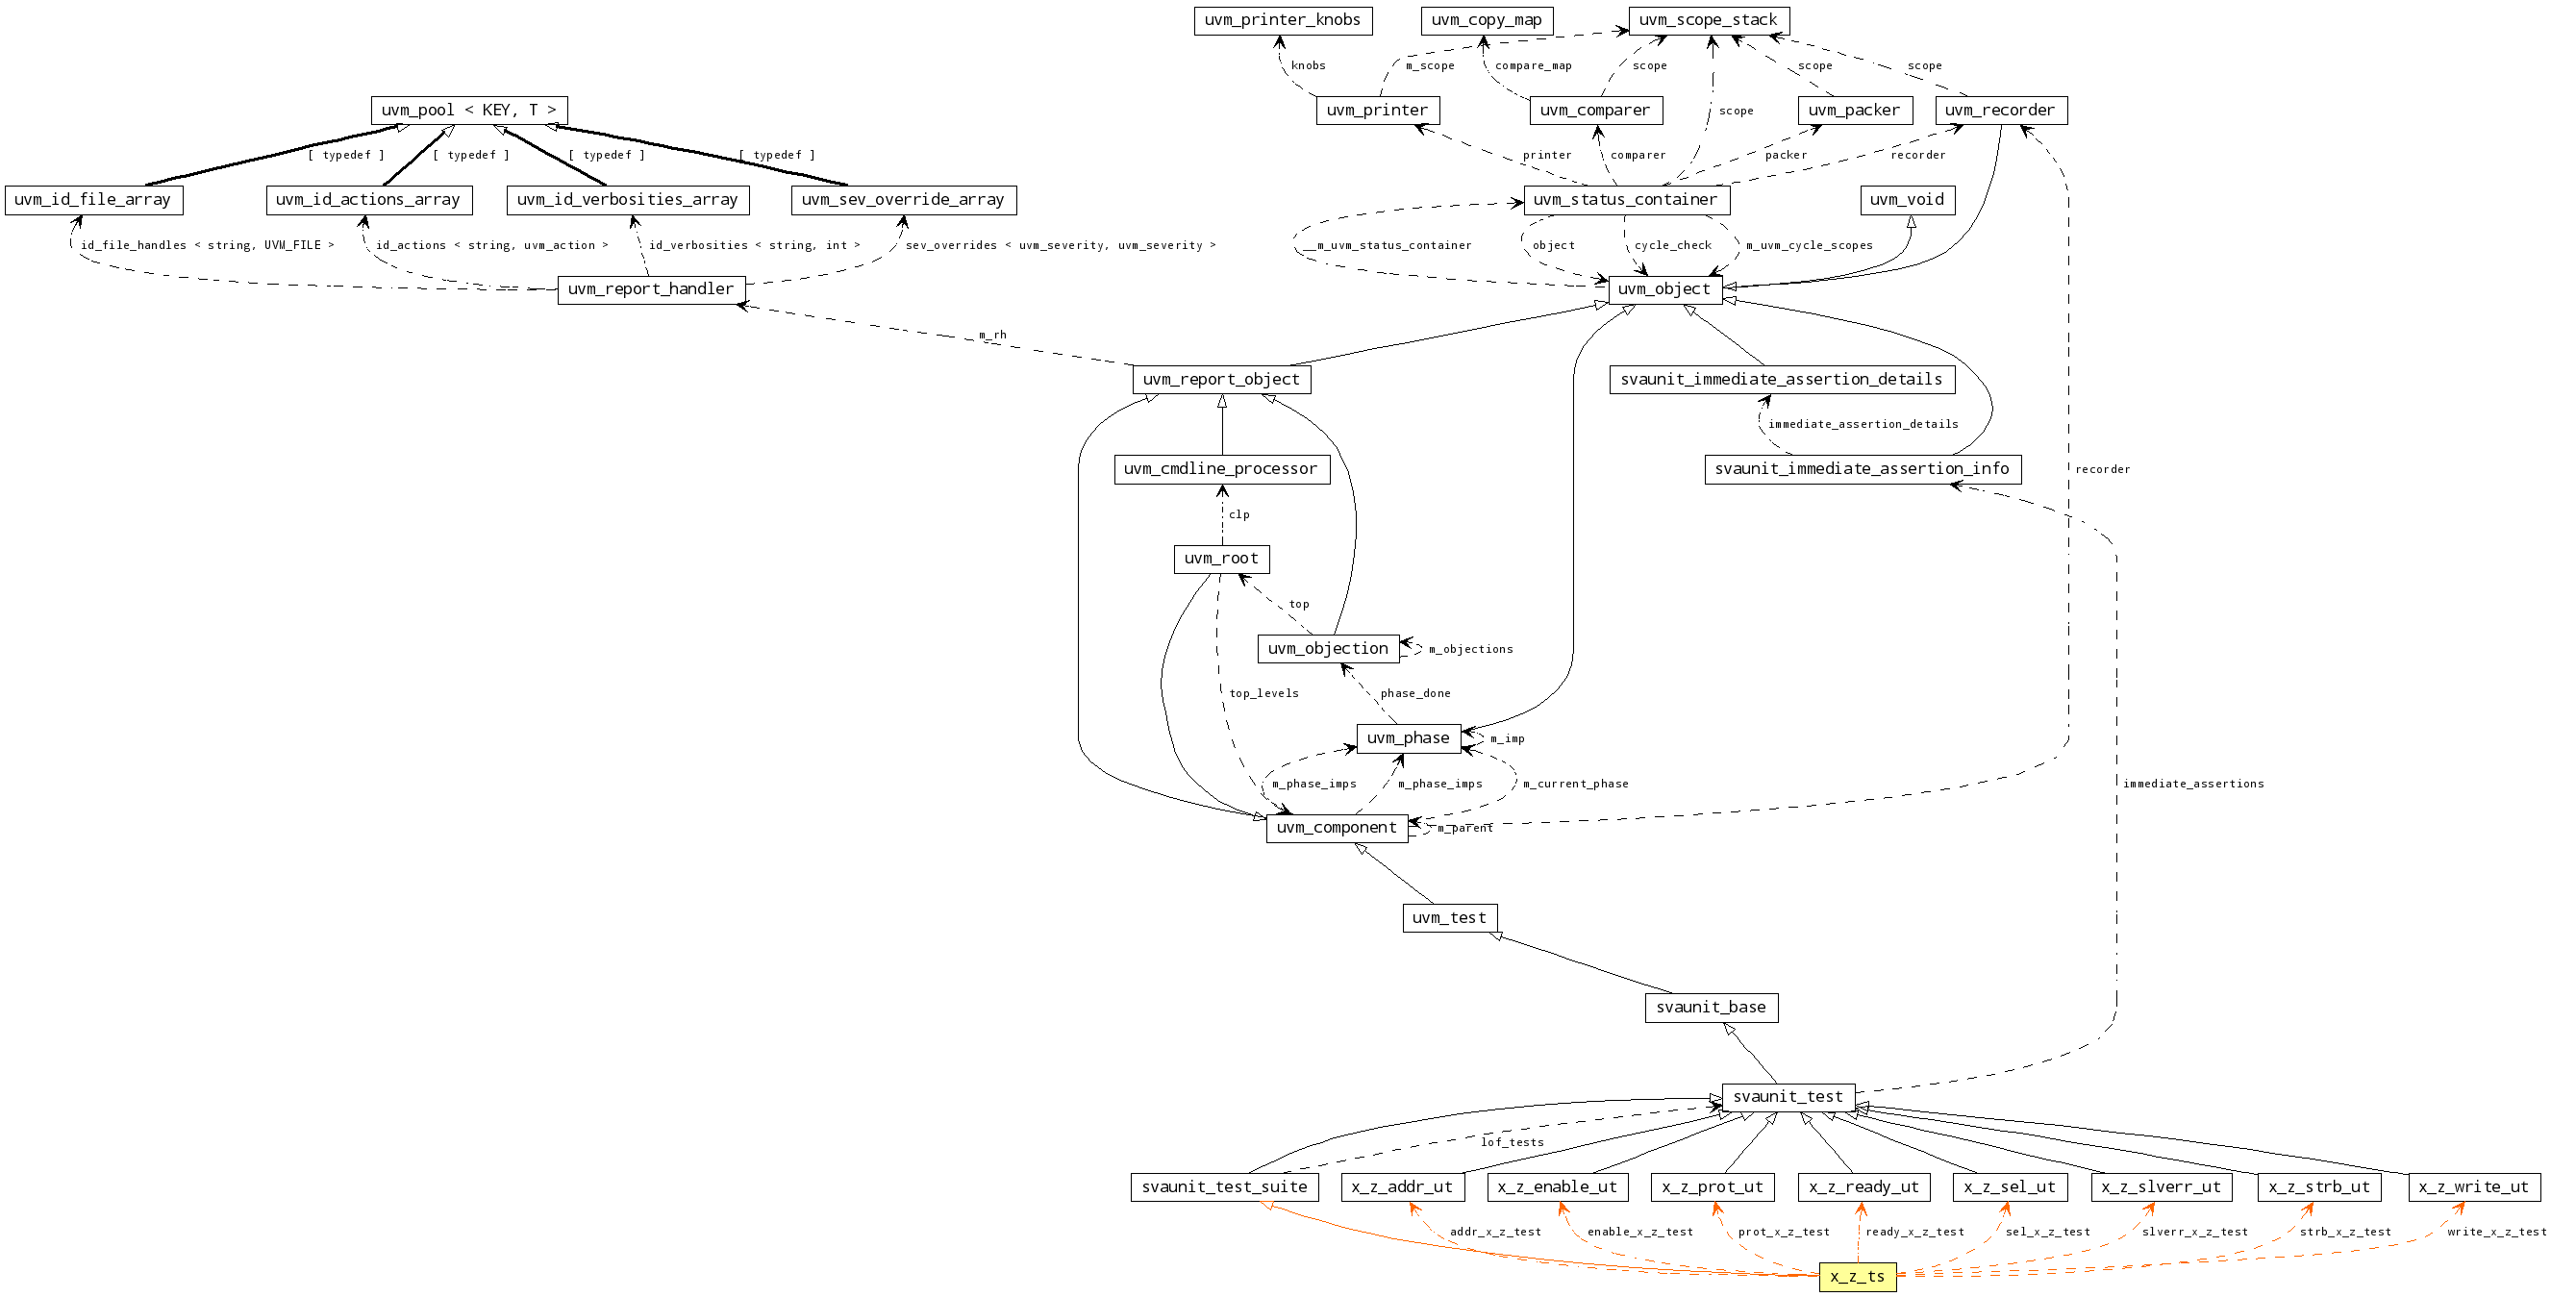 uvm_printer_knobs uvm_copy_map uvm_scope_stack
knobs m_scope compare_map scope scope scope
uvm_pool < KEY, T > uvm_printer uvm_comparer uvm_packer uvm_recorder
scope
[ typedef ] [ typedef ] [ typedef ] [ typedef ] printer comparer packer recorder
uvm_id_file_array uvm_id_actions_array uvm_id_verbosities_array uvm_sev_override_array uvm_status_container uvm_void
id_file_handles < string, UVM_FILE > id_actions < string, uvm_action > id_verbosities < string, int > sev_overrides < uvm_severity, uvm_severity > __m_uvm_status_container object cycle_check m_uvm_cycle_scopes
uvm_report_handler uvm_object
m_rh
uvm_report_object svaunit_immediate_assertion_details
immediate_assertion_details
uvm_cmdline_processor svaunit_immediate_assertion_info recorder
clp
uvm_root
top
uvm_objection m_objections
top_levels phase_done
uvm_phase m_imp
m_phase_imps m_phase_imps m_current_phase immediate_assertions
uvm_component m_parent
uvm_test
svaunit_base
svaunit_test
lof_tests
svaunit_test_suite x_z_addr_ut x_z_enable_ut x_z_prot_ut x_z_ready_ut x_z_sel_ut x_z_slverr_ut x_z_strb_ut x_z_write_ut
addr_x_z_test enable_x_z_test prot_x_z_test ready_x_z_test sel_x_z_test slverr_x_z_test strb_x_z_test write_x_z_test
x_z_ts